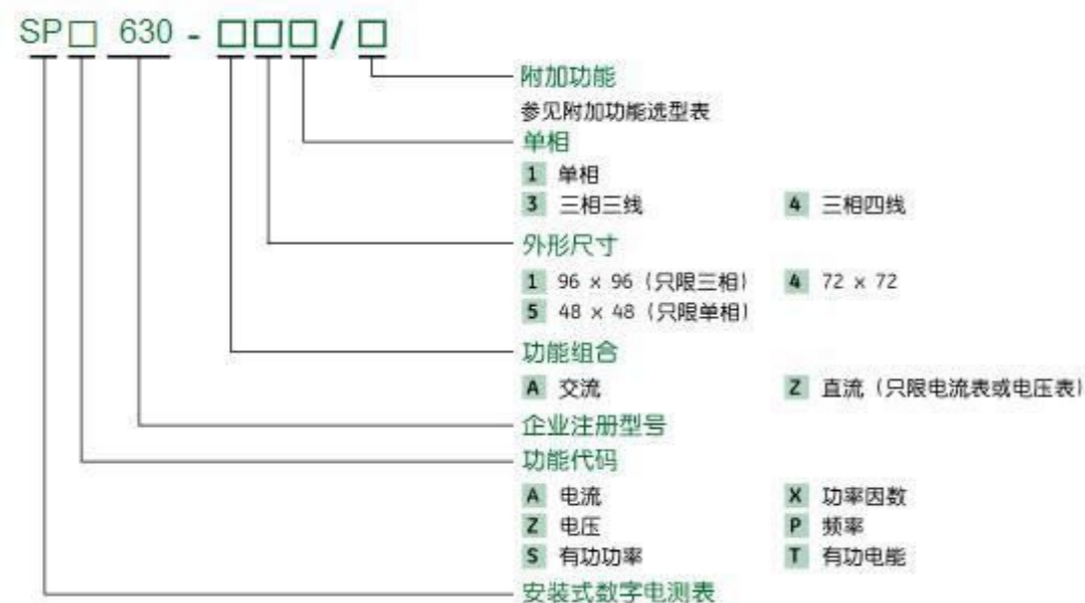 SP□ 630 - □□□ / □
附加功能
参见附加功能选型表
单相
1 单相
3 三相三线 4 三相四线
外形尺寸
1 96 × 96 (只限三相) 4 72 × 72
5 48 × 48 (只限单相)
功能组合
A 交流 Z 直流 (只限电流表或电压表)
企业注册型号
功能代码
A 电流 X 功率因数
Z 电压 P 频率
S 有功功率 T 有功电能
安装式数字电测表